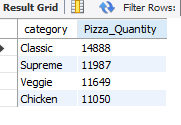 Result Grid Filter Rows:
category Pizza_Quantity
Classic 14888
Supreme 11987
Veggie 11649
Chicken 11050